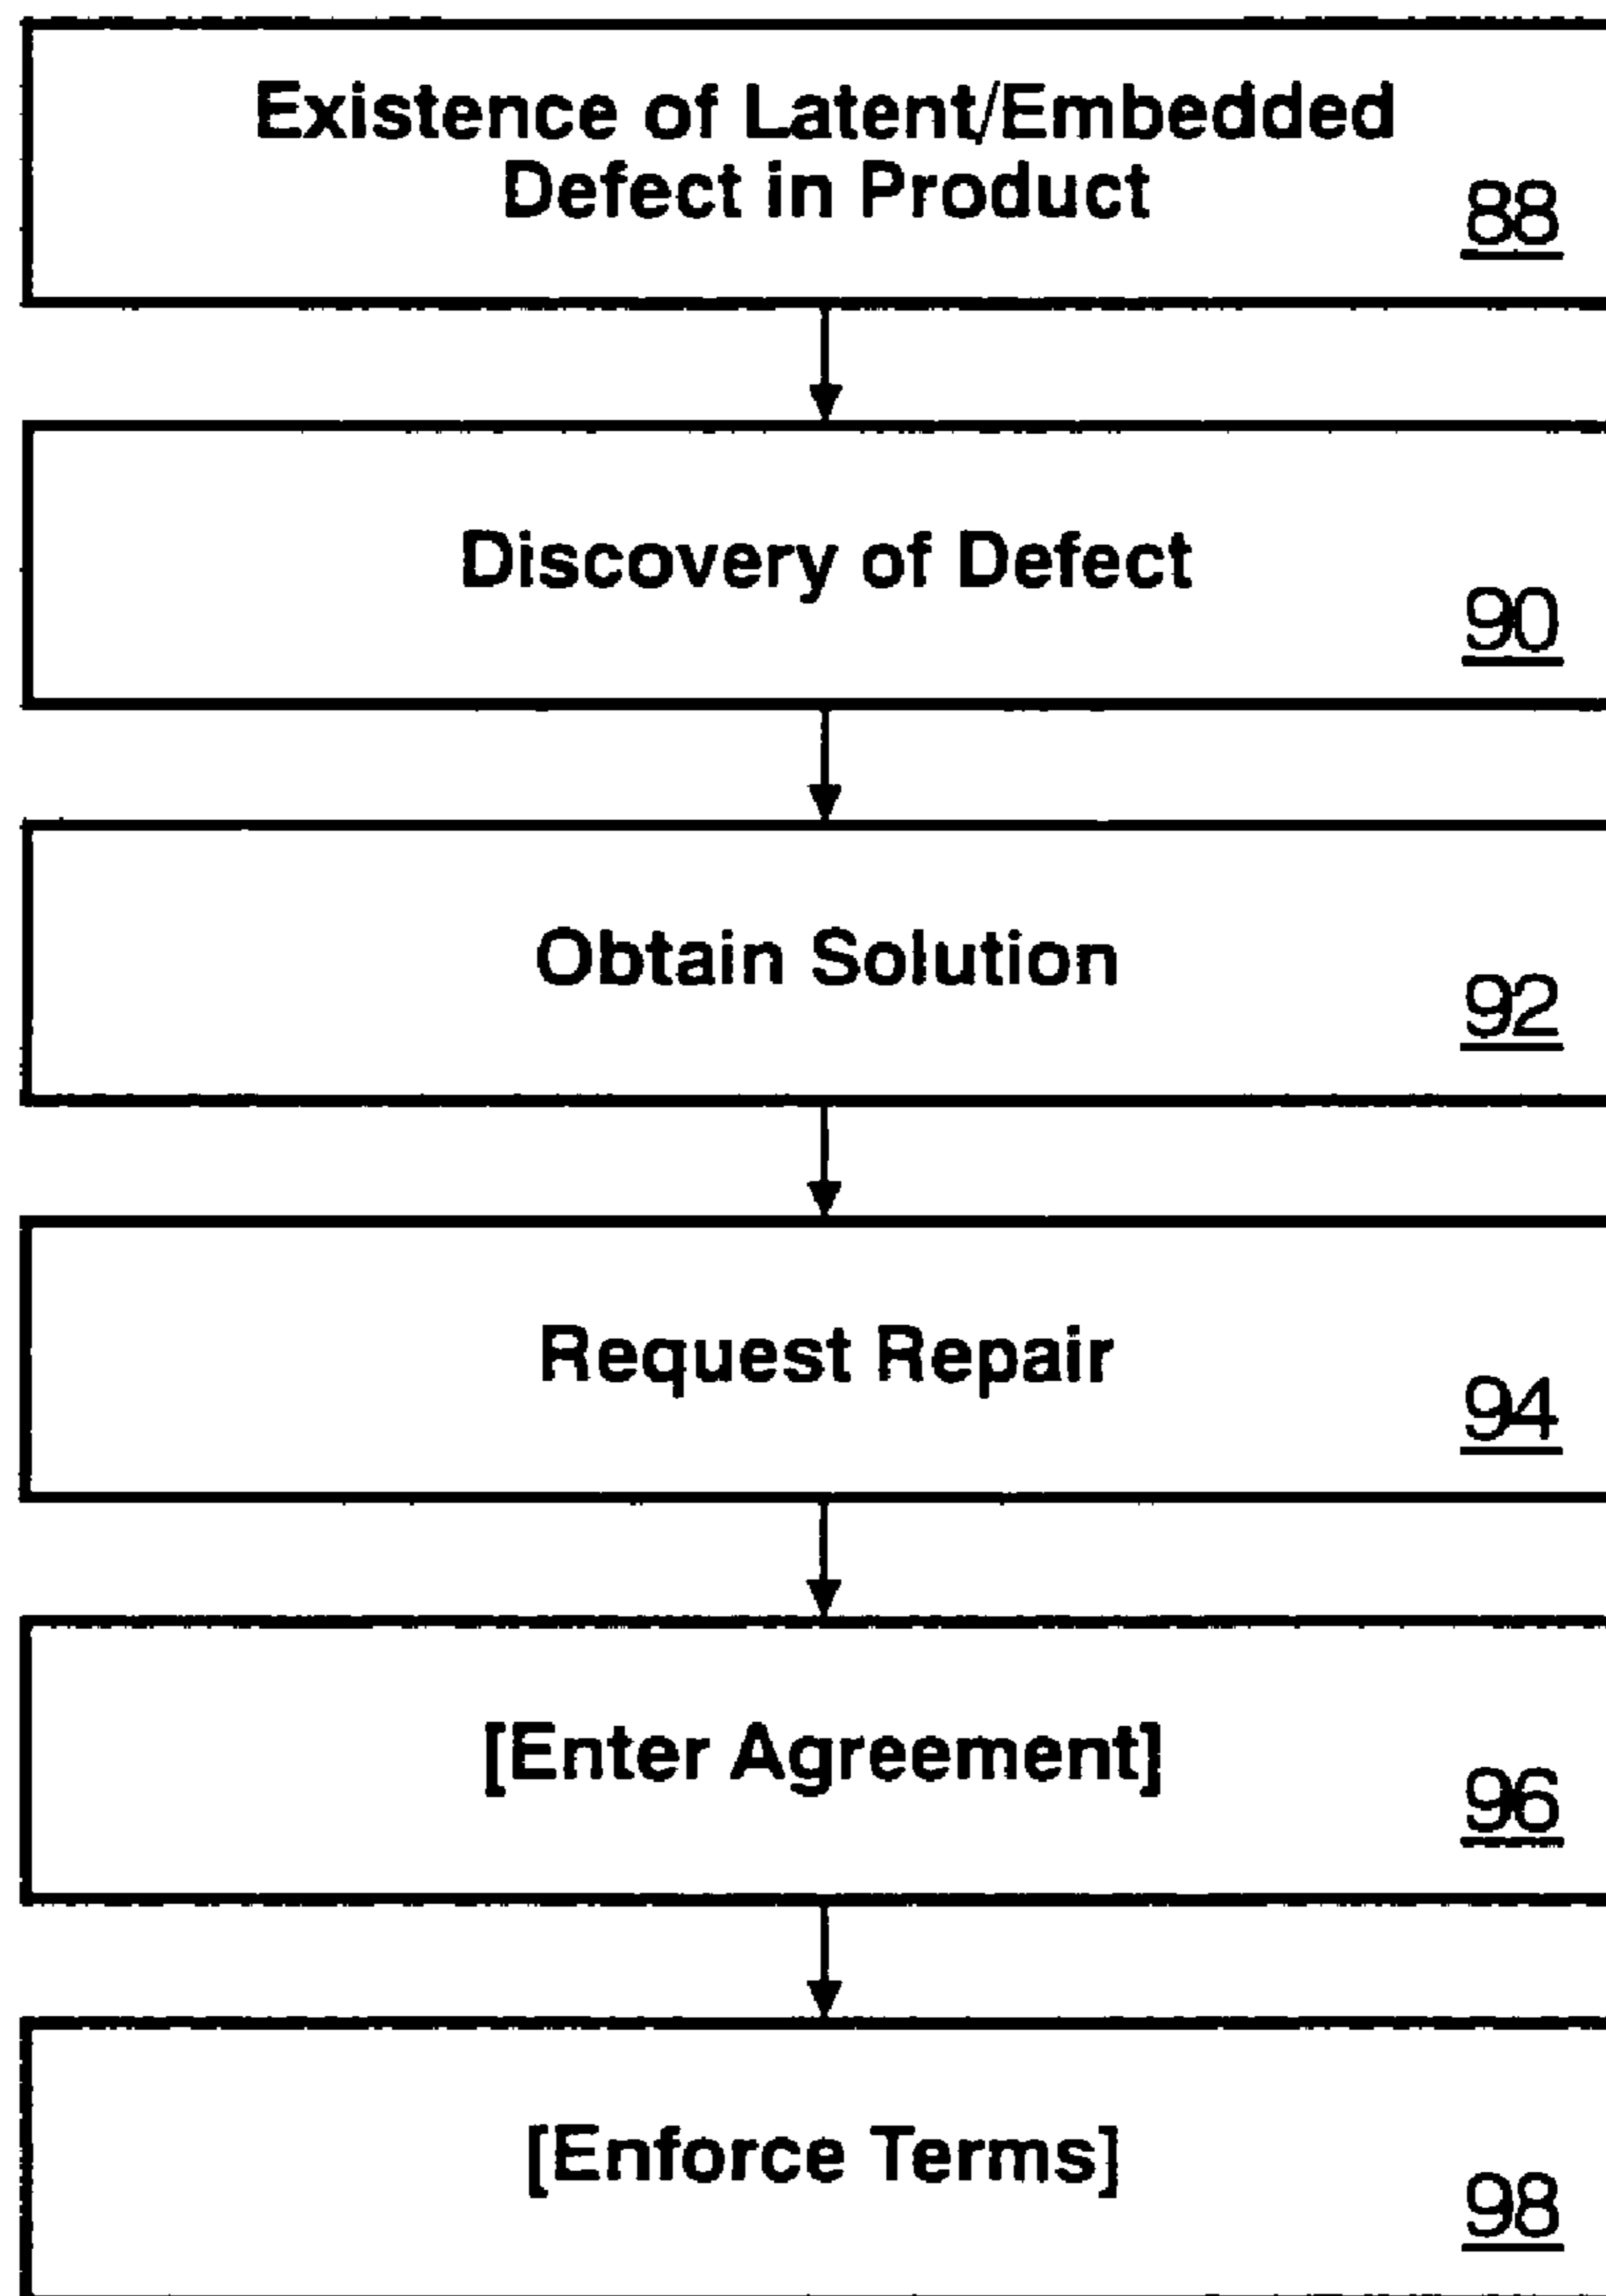 Existence of Latent/Embedded
Defect in Product
88
Discovery of Defect
90
Obtain Solution
92
Request Repair
94
[Enter Agreement]
96
[Enforce Terms]
98